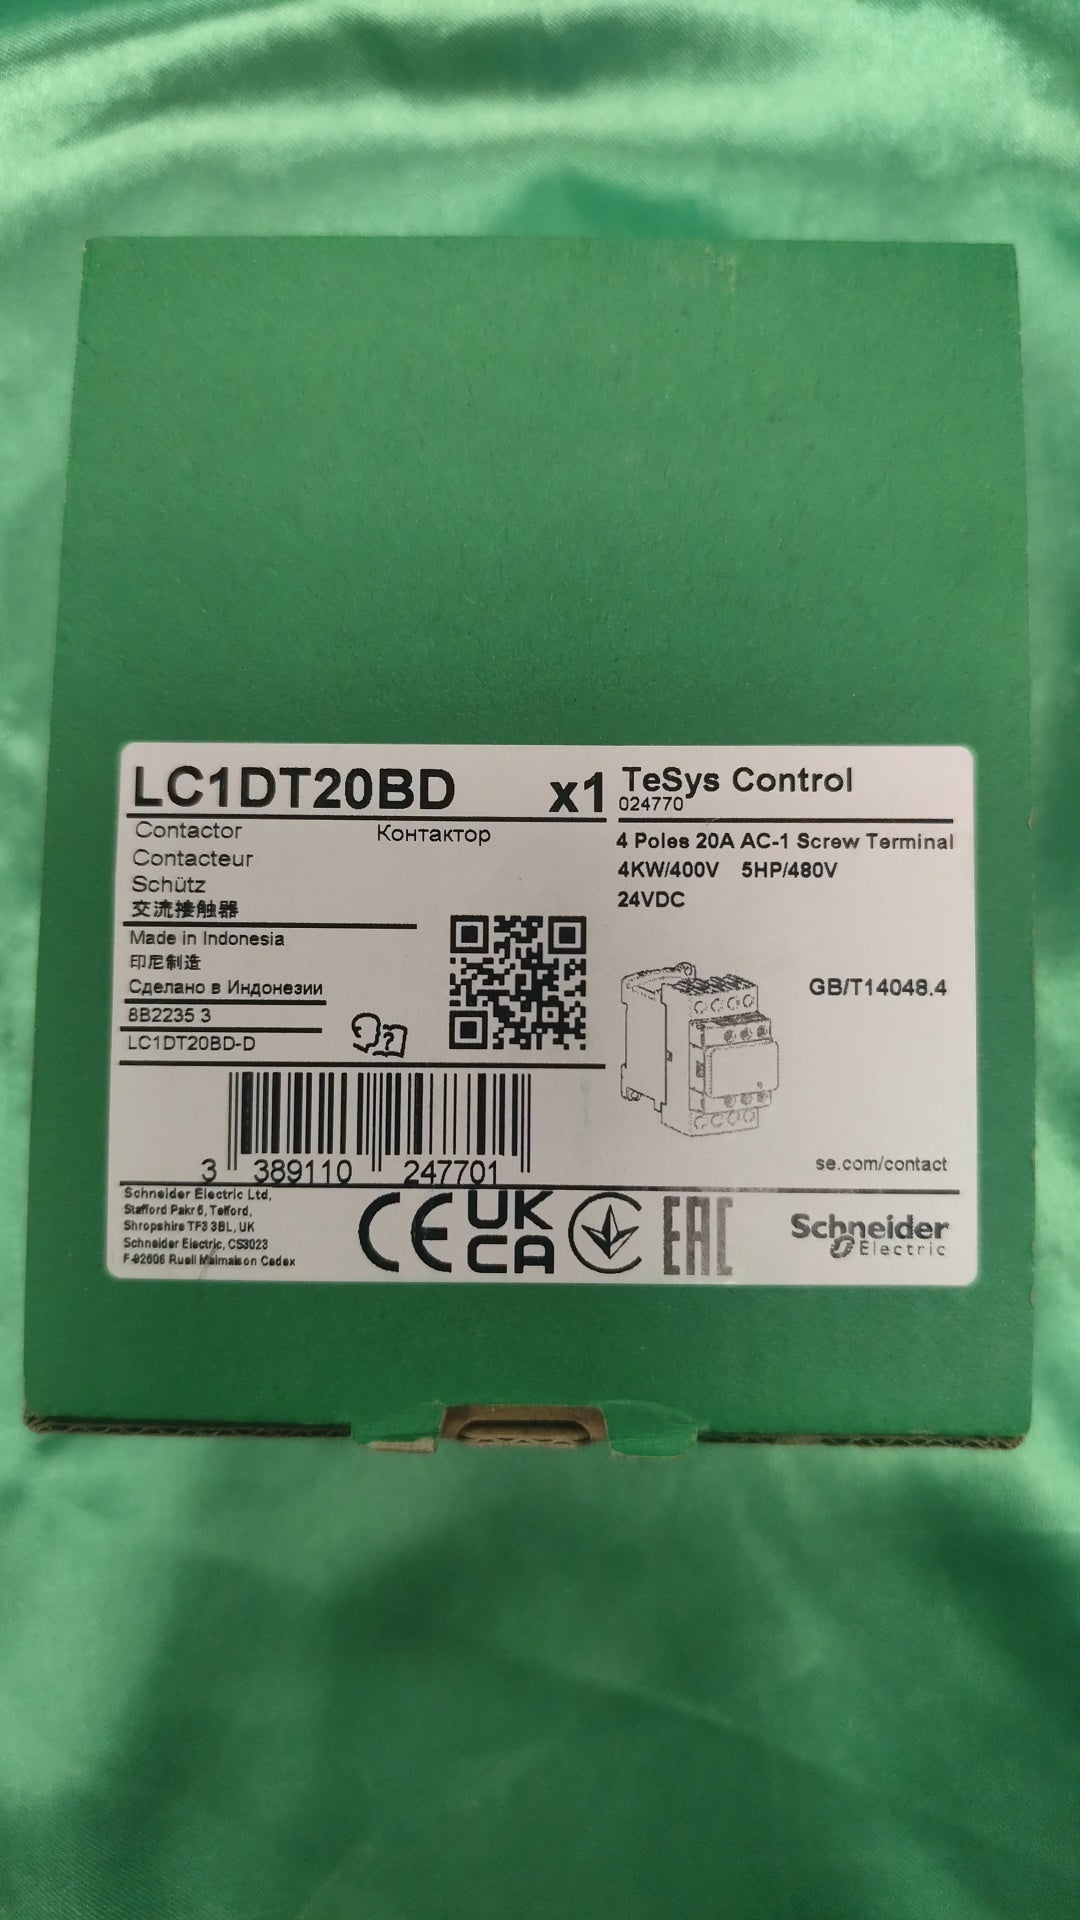 LC1DT20BD x1
TeSys Control
024770
Contactor Контактор
Contacteur
Schütz
交流接触器
4 Poles 20A AC-1 Screw Terminal
4KW/400V 5HP/480V
24VDC
Made in Indonesia
印尼制造
Сделано в Индонезии
8B2235 3
LC1DT20BD-D
GB/T14048.4
3 389110 247701
se.com/contact
Schneider Electric Ltd,
Stafford Pakr 6, Telford,
Shropshire TF3 3BL, UK
Schneider Electric, CS3023
F-92506 Rueil Malmaison Cedex
CE UK CA EAC
Schneider
Electric